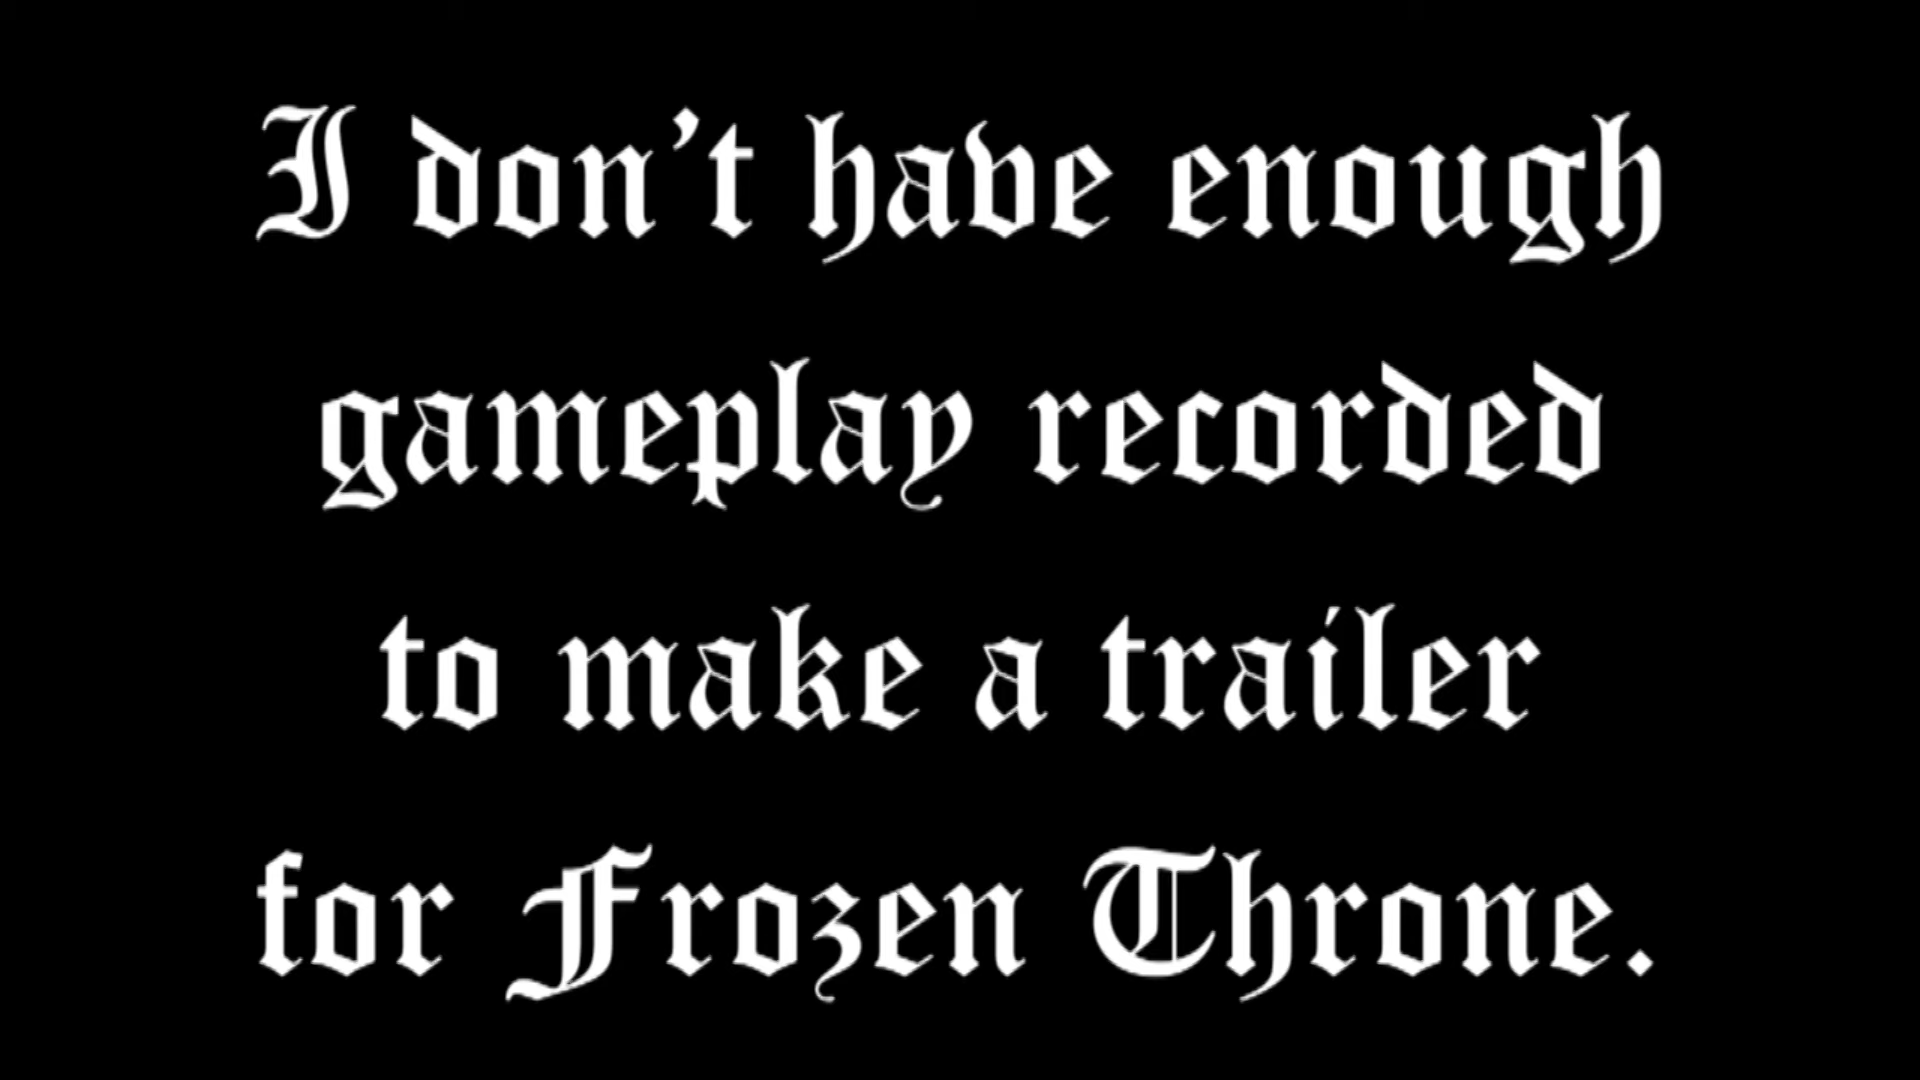 I don’t have enough
gameplay recorded
to make a trailer
for Frozen Throne.